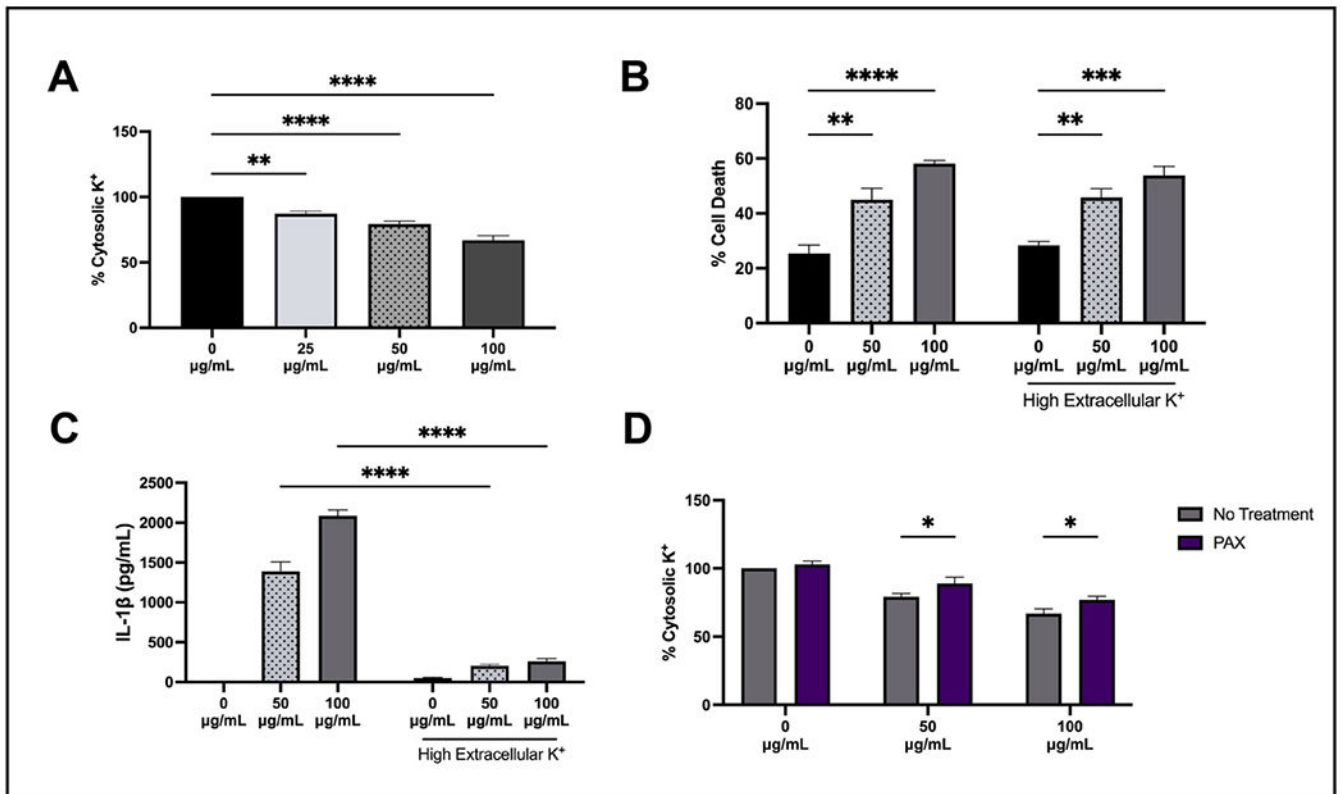 A
****
****
**
150
100
50
0
% Cytosolic K⁺
0 25 50 100
µg/mL µg/mL µg/mL µg/mL
B
**** ***
** **
80
60
40
20
0
% Cell Death
0 50 100 0 50 100
µg/mL µg/mL µg/mL µg/mL µg/mL µg/mL
High Extracellular K⁺
C
****
****
2500
2000
1500
1000
500
0
IL-1β (pg/mL)
0 50 100 0 50 100
µg/mL µg/mL µg/mL µg/mL µg/mL µg/mL
High Extracellular K⁺
D
150
100
50
0
% Cytosolic K⁺
* *
0 50 100
µg/mL µg/mL µg/mL
No Treatment
PAX